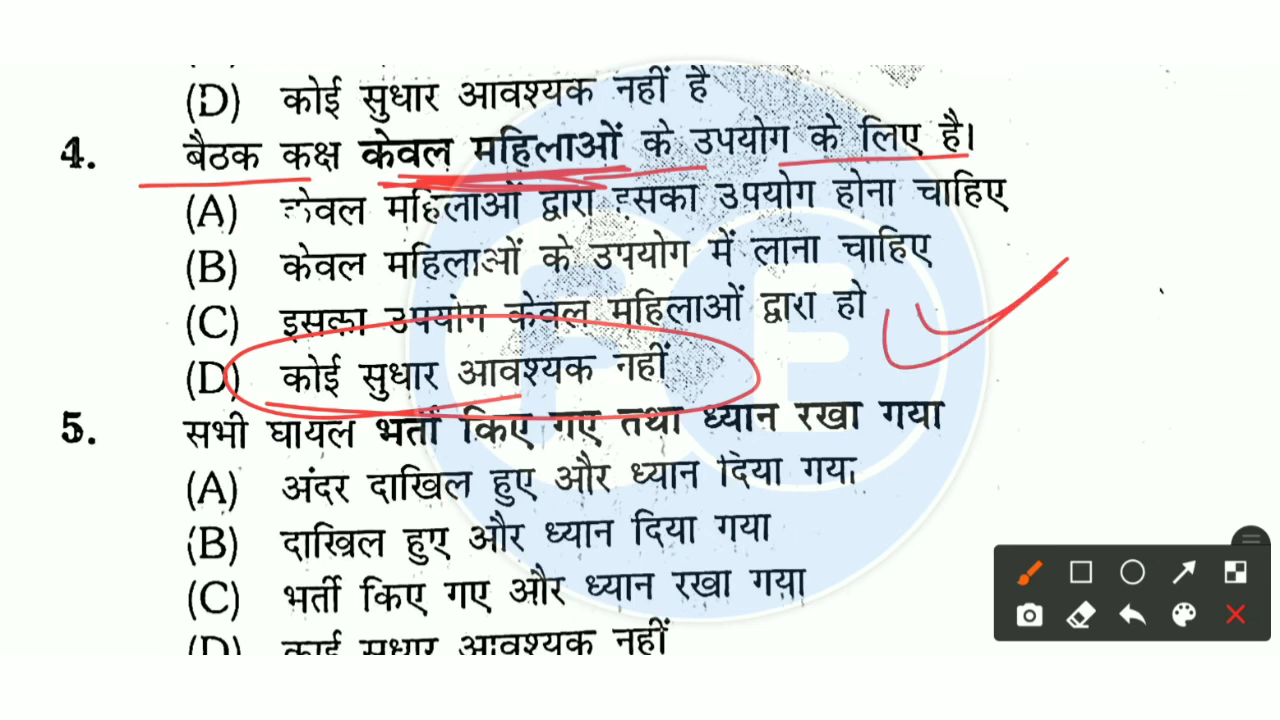 (D) कोई सुधार आवश्यक नहीं है
4. बैठक कक्ष केवल महिलाओं के उपयोग के लिए है।
(A) केवल महिलाओं द्वारा इसका उपयोग होना चाहिए
(B) केवल महिलाओं के उपयोग में लाना चाहिए
(C) इसका उपयोग केवल महिलाओं द्वारा हो
(D) कोई सुधार आवश्यक नहीं
5. सभी घायल भर्ती किए गए तथा ध्यान रखा गया
(A) अंदर दाखिल हुए और ध्यान दिया गया
(B) दाखिल हुए और ध्यान दिया गया
(C) भर्ती किए गए और ध्यान रखा गया
(D) कोई सुधार आवश्यक नहीं